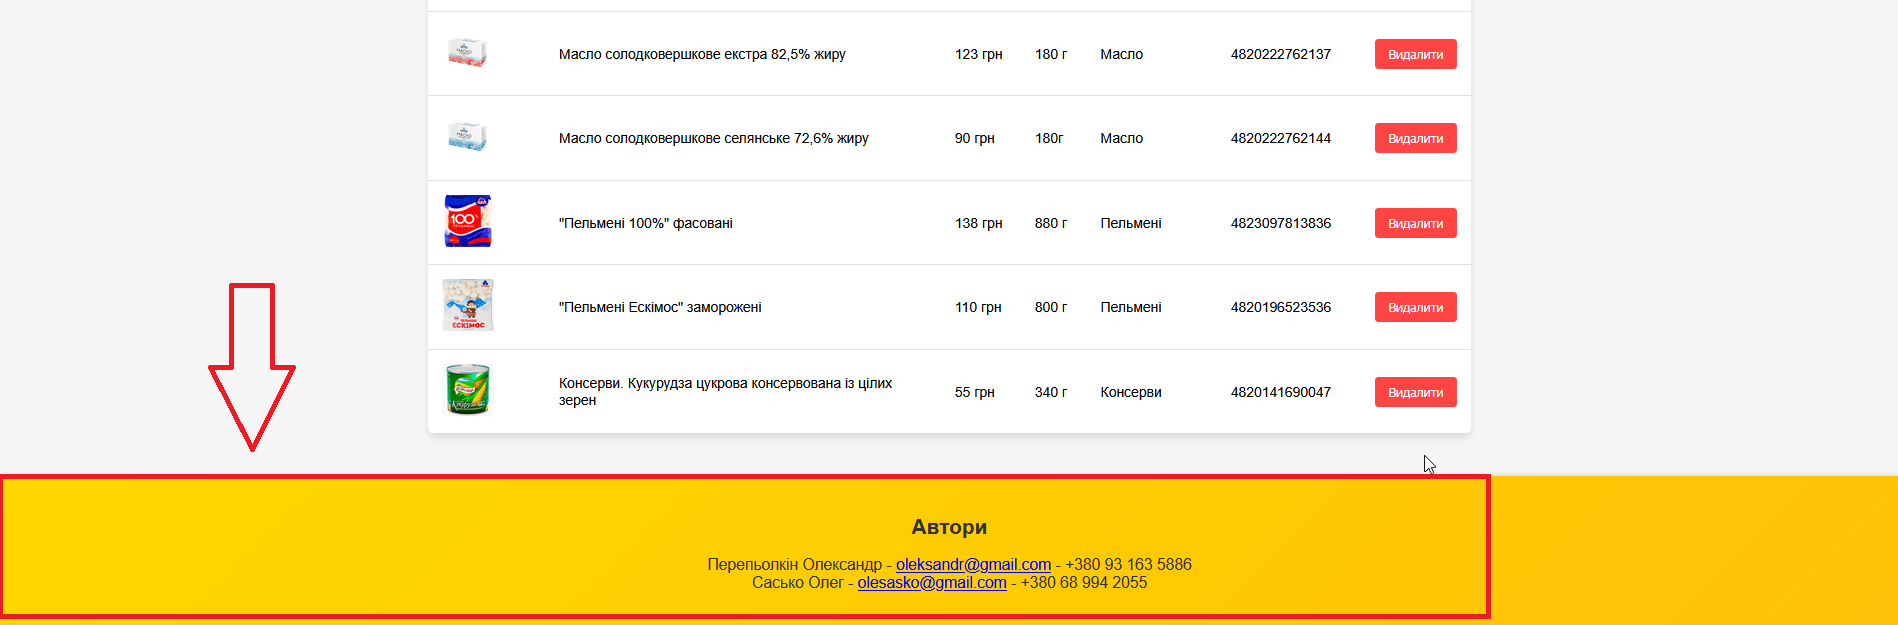 Масло солодковершкове екстра 82,5% жиру 123 грн 180 г Масло 4820222762137 Видалити
Масло солодковершкове селянське 72,6% жиру 90 грн 180г Масло 4820222762144 Видалити
"Пельмені 100%" фасовані 138 грн 880 г Пельмені 4823097813836 Видалити
100%
"Пельмені Ескімос" заморожені 110 грн 800 г Пельмені 4820196523536 Видалити
ЕСКІМОС
Консерви. Кукурудза цукрова консервована із цілих
зерен 55 грн 340 г Консерви 4820141690047 Видалити
Автори
Перепьолкін Олександр - oleksandr@gmail.com - +380 93 163 5886
Сасько Олег - olesasko@gmail.com - +380 68 994 2055